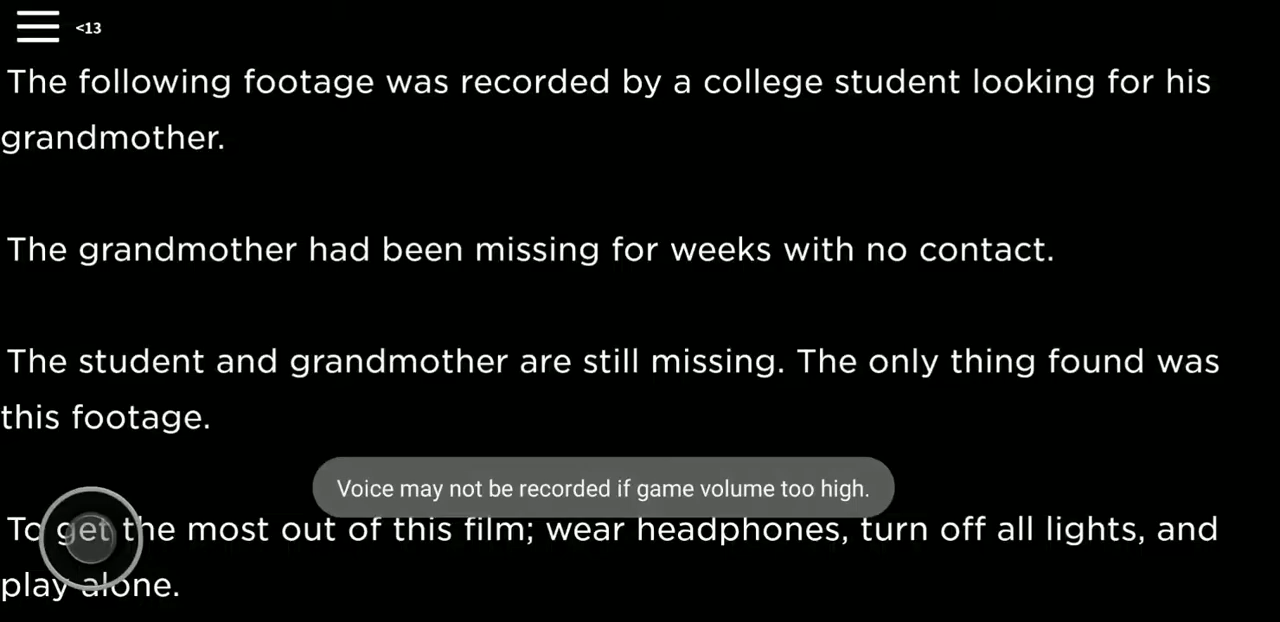 <13
The following footage was recorded by a college student looking for his
grandmother.
The grandmother had been missing for weeks with no contact.
The student and grandmother are still missing. The only thing found was
this footage.
Voice may not be recorded if game volume too high.
To get the most out of this film; wear headphones, turn off all lights, and
play alone.